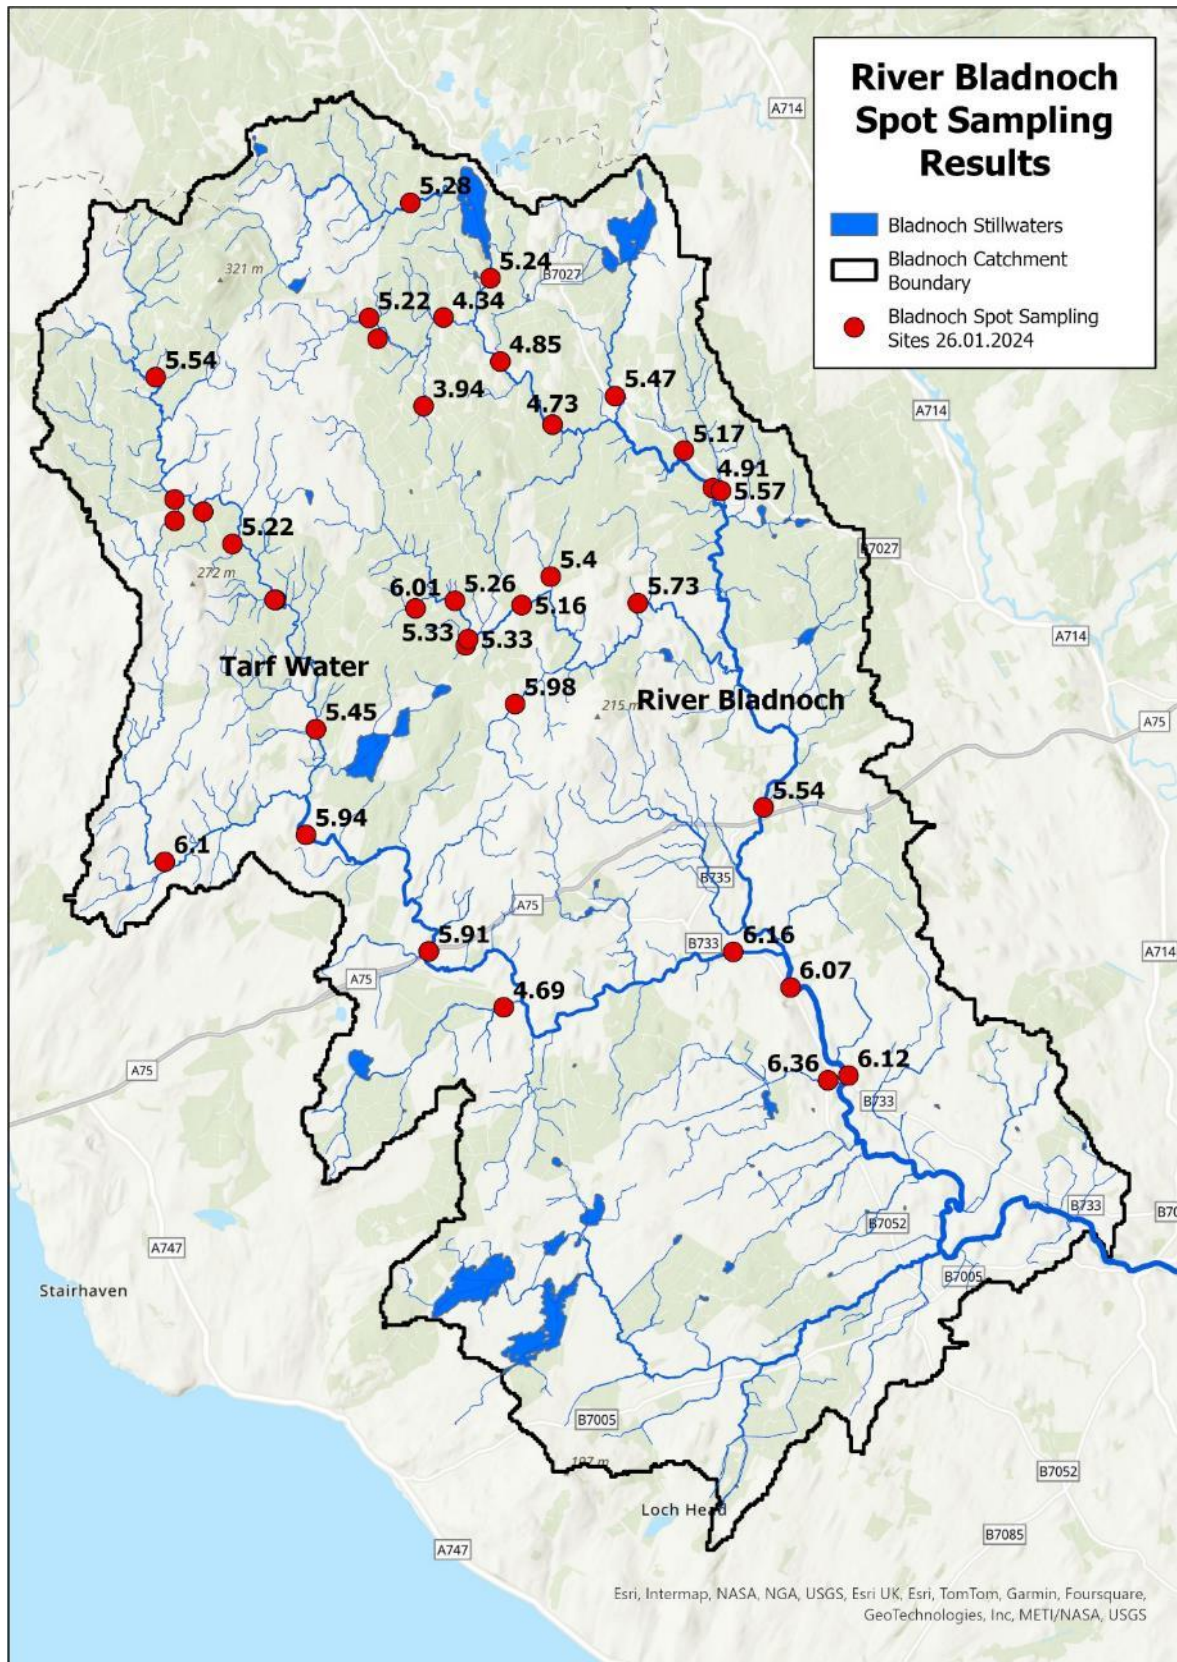 River Bladnoch
Spot Sampling
Results
Bladnoch Stillwaters
Bladnoch Catchment
Boundary
Bladnoch Spot Sampling
Sites 26.01.2024
A714
5.28
321 m
5.24
B7027
5.22
4.34
4.85
5.54
3.94
5.47
4.73
A714
5.17
4.91
5.57
5.22
B7027
272 m
5.4
6.01
5.26
5.73
5.16
5.33
5.33
A714
Tarf Water
5.98
215 m
River Bladnoch
A75
5.45
5.54
5.94
6.1
B735
A75
5.91
B733
6.16
A714
A75
6.07
4.69
A75
6.36
6.12
B733
B733
B7052
A747
B7005
Stairhaven
B7005
197 m
B7052
Loch Head
B7085
A747
Esri, Intermap, NASA, NGA, USGS, Esri UK, Esri, TomTom, Garmin, Foursquare,
GeoTechnologies, Inc, METI/NASA, USGS